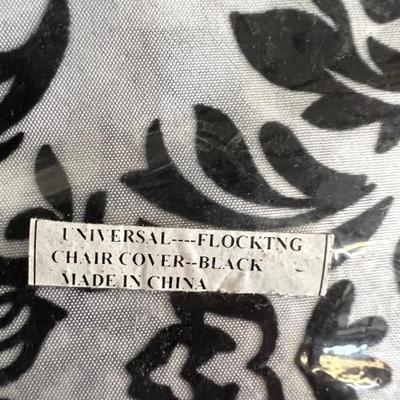 UNIVERSAL----FLOCKTNG
CHAIR COVER--BLACK
MADE IN CHINA